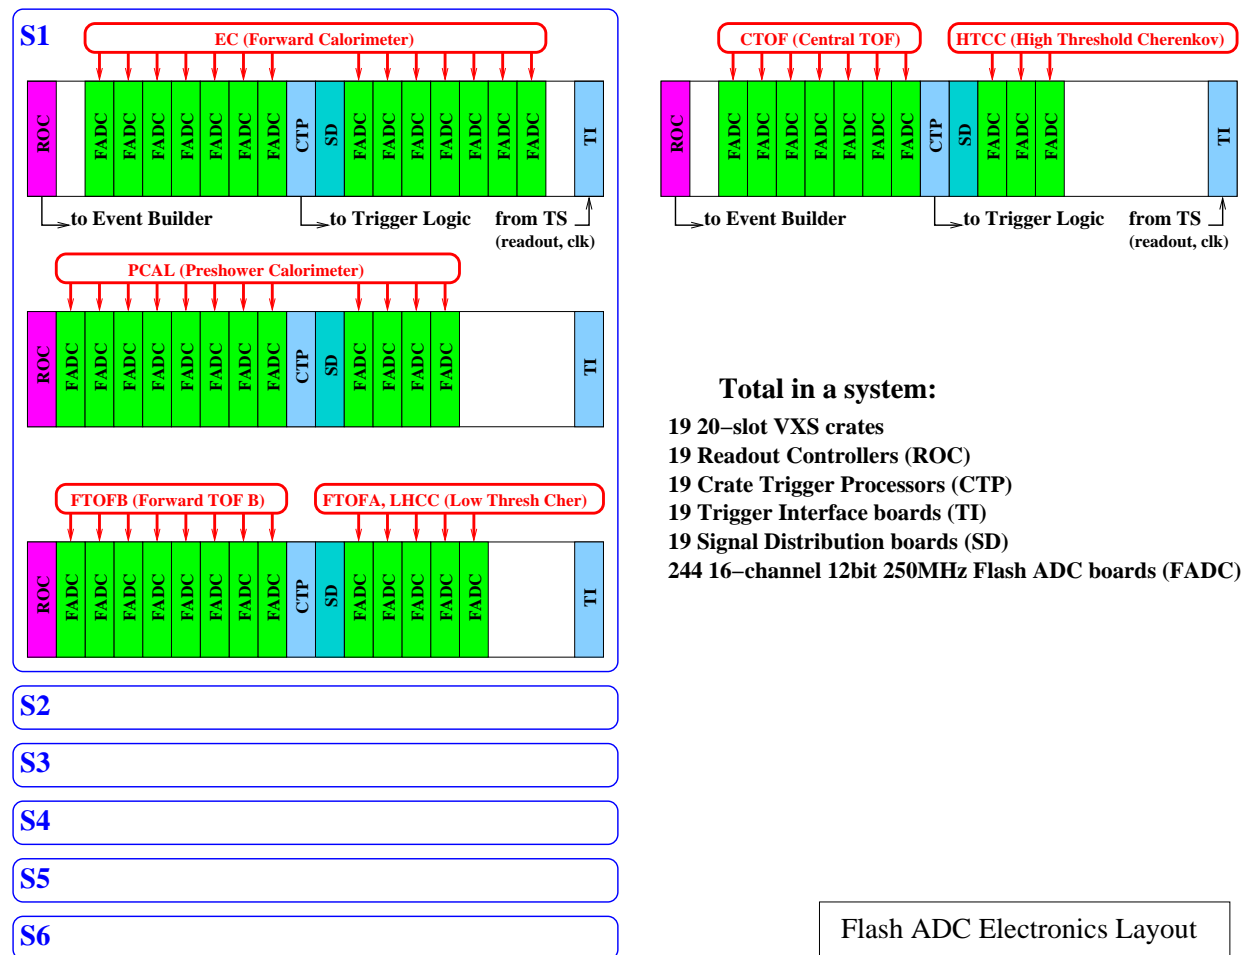 S1
EC (Forward Calorimeter)
ROC FADC FADC FADC FADC FADC FADC FADC CTP SD FADC FADC FADC FADC FADC FADC FADC TI
to Event Builder to Trigger Logic from TS
(readout, clk)
PCAL (Preshower Calorimeter)
ROC FADC FADC FADC FADC FADC FADC FADC FADC CTP SD FADC FADC FADC FADC TI
FTOFB (Forward TOF B) FTOFA, LHCC (Low Thresh Cher)
ROC FADC FADC FADC FADC FADC FADC FADC FADC CTP SD FADC FADC FADC FADC FADC TI
S2
S3
S4
S5
S6
CTOF (Central TOF) HTCC (High Threshold Cherenkov)
ROC FADC FADC FADC FADC FADC FADC FADC CTP SD FADC FADC FADC TI
to Event Builder to Trigger Logic from TS
(readout, clk)
Total in a system:
19 20−slot VXS crates
19 Readout Controllers (ROC)
19 Crate Trigger Processors (CTP)
19 Trigger Interface boards (TI)
19 Signal Distribution boards (SD)
244 16−channel 12bit 250MHz Flash ADC boards (FADC)
Flash ADC Electronics Layout